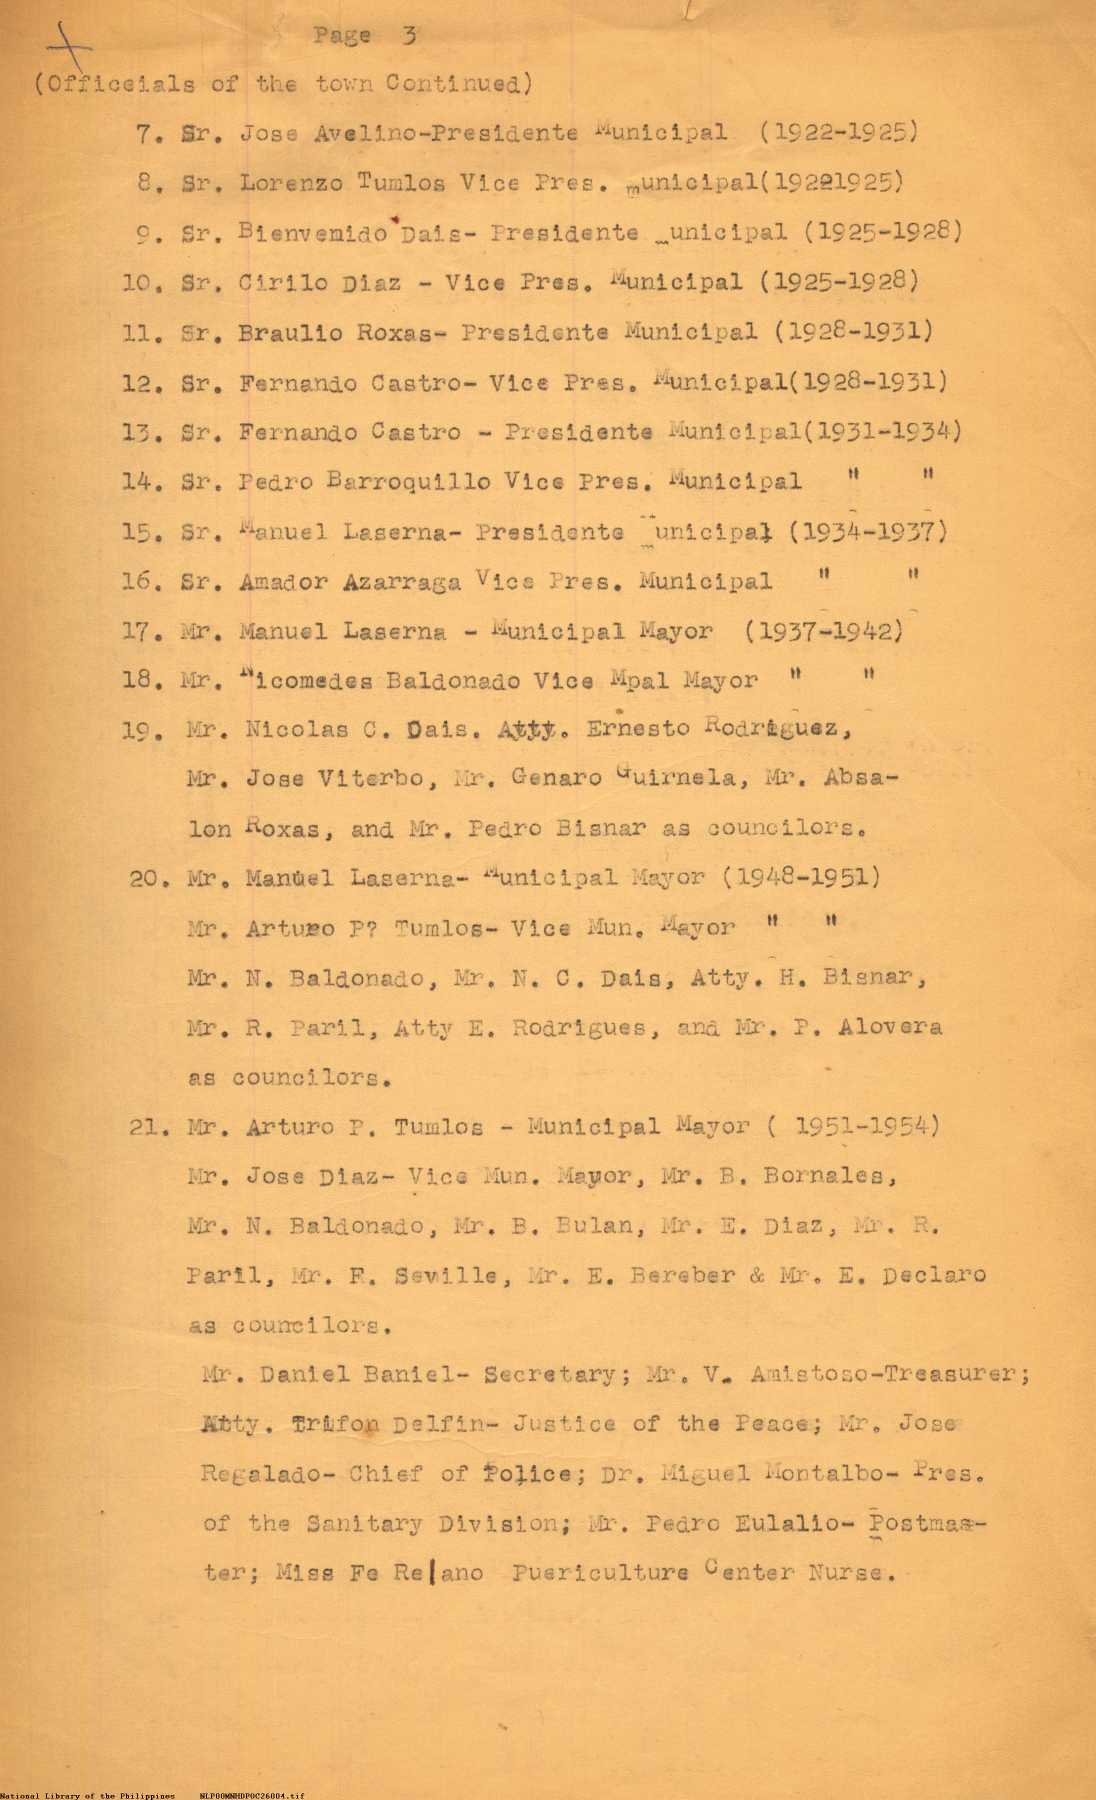 Page 3
(Officeials of the town Continued)
7. Sr. Jose Avelino-Presidente Municipal (1922-1925)
8. Sr. Lorenzo Tumlos Vice Pres. municipal(19221925)
9. Sr. Bienvenido Dais- Presidente municipal (1925-1928)
10. Sr. Cirilo Diaz - Vice Pres. Municipal (1925-1928)
11. Sr. Braulio Roxas- Presidente Municipal (1928-1931)
12. Sr. Fernando Castro- Vice Pres. Municipal(1928-1931)
13. Sr. Fernando Castro - Presidente Municipal(1931-1934)
14. Sr. Pedro Barroquillo Vice Pres. Municipal " "
15. Sr. Manuel Laserna- Presidente Municipal (1934-1937)
16. Sr. Amador Azarraga Vice Pres. Municipal " "
17. Mr. Manuel Laserna - Municipal Mayor (1937-1942)
18. Mr. Nicomedes Baldonado Vice Mpal Mayor " "
19. Mr. Nicolas C. Dais. Atty. Ernesto Rodriguez,
Mr. Jose Viterbo, Mr. Genaro Guirnela, Mr. Absa-
lon Roxas, and Mr. Pedro Bisnar as councilors.
20. Mr. Manuel Laserna- Municipal Mayor (1948-1951)
Mr. Arturo P? Tumlos- Vice Mun. Mayor " "
Mr. N. Baldonado, Mr. N. C. Dais, Atty. H. Bisnar,
Mr. R. Paril, Atty E. Rodrigues, and Mr. P. Alovera
as councilors.
21. Mr. Arturo P. Tumlos - Municipal Mayor ( 1951-1954)
Mr. Jose Diaz- Vice Mun. Mayor, Mr. B. Bornales,
Mr. N. Baldonado, Mr. B. Bulan, Mr. E. Diaz, Mr. R.
Paril, Mr. F. Seville, Mr. E. Bereber & Mr. E. Declaro
as councilors.
Mr. Daniel Baniel- Secretary; Mr. V. Amistoso-Treasurer;
Atty. Trifon Delfin- Justice of the Peace; Mr. Jose
Regalado- Chief of Police; Dr. Miguel Montalbo- Pres.
of the Sanitary Division; Mr. Pedro Eulalio- Postmas-
ter; Miss Fe Relano Puericulture Center Nurse.
National Library of the Philippines NLP00MNHDP0C26004.tif